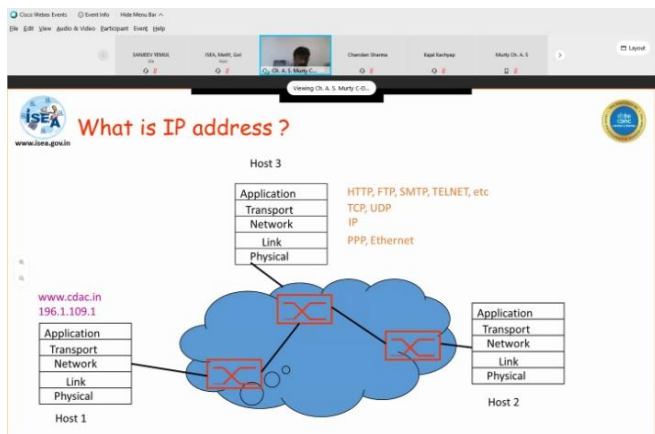 Cisco Webex Events
Event Info
Hide Menu Bar
File Edit View Audio & Video Participant Event Help
SANJEEV YEMUL
ISEA, MeitY, GoI
Ch. A. S. Murty C-...
Chandan Sharma
Kajal Kashyap
Murty Ch. A. S
Layout
Viewing Ch. A. S. Murty C-D...
ISEA
www.isea.gov.in
What is IP address ?
Host 3
Application
Transport
Network
Link
Physical
HTTP, FTP, SMTP, TELNET, etc
TCP, UDP
IP
PPP, Ethernet
www.cdac.in
196.1.109.1
Application
Transport
Network
Link
Physical
Host 1
Application
Transport
Network
Link
Physical
Host 2